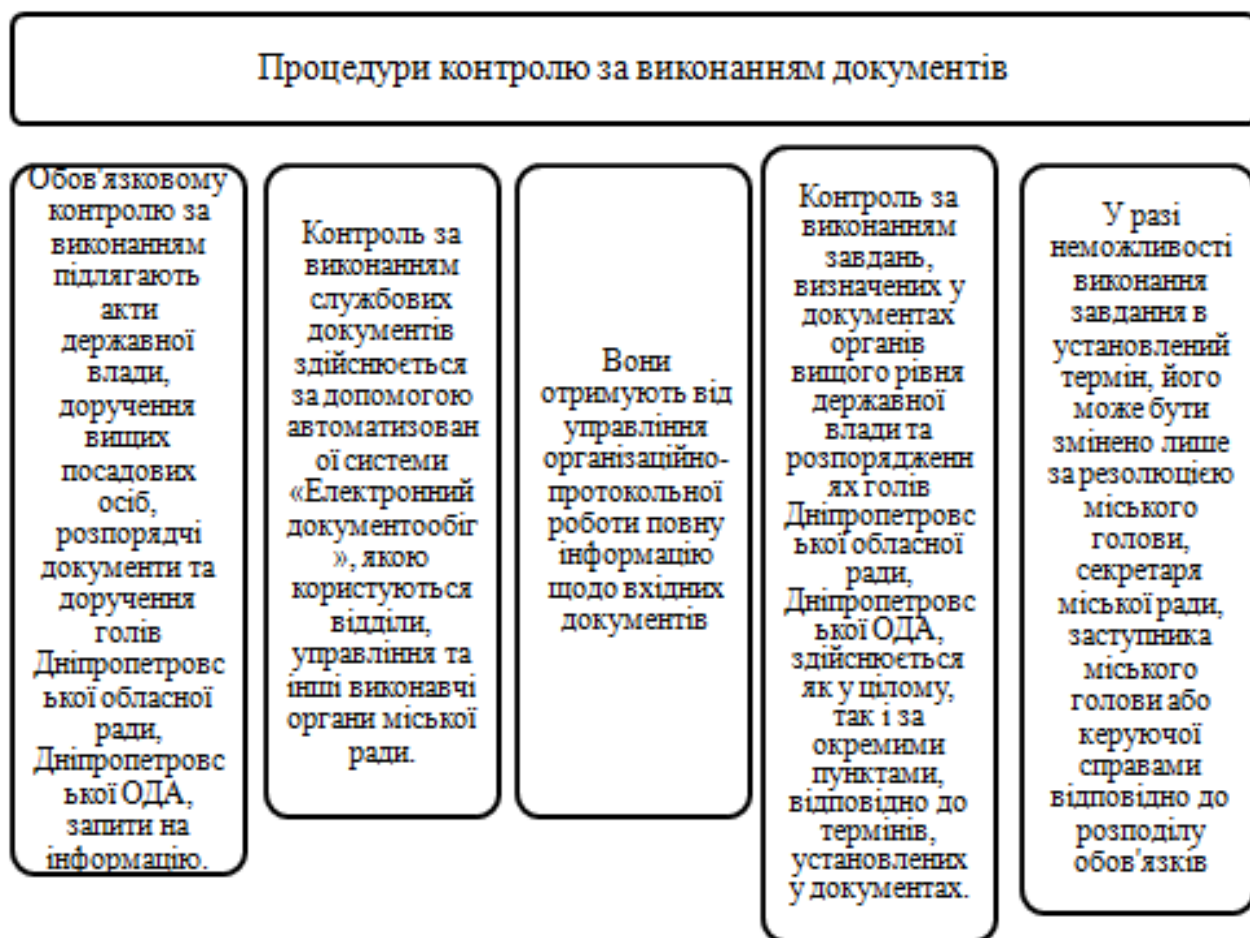 Процедури контролю за виконанням документів
Обов'язковому
контролю за
виконанням
підлягають
акти
державної
влади,
доручення
вищих
посадових
осіб,
розпорядчі
документи та
доручення
голів
Дніпропетровс
ької обласної
ради,
Дніпропетровс
ької ОДА,
запити на
інформацію.
Контроль за
виконанням
службових
документів
здійснюється
за допомогою
автоматизован
ої системи
«Електронний
документообіг
», якою
користуються
відділи,
управління та
інші виконавчі
органи міської
ради.
Вони
отримують від
управління
організаційно-
протокольної
роботи повну
інформацію
щодо вхідних
документів
Контроль за
виконанням
завдань,
визначених у
документах
органів
вищого рівня
державної
влади та
розпорядженн
ях голів
Дніпропетровс
ької обласної
ради,
Дніпропетровс
ької ОДА,
здійснюється
як у цілому,
так і за
окремими
пунктами,
відповідно до
термінів,
установлених
у документах.
У разі
неможливості
виконання
завдання в
установлений
термін, його
може бути
змінено лише
за резолюцією
міського
голови,
секретаря
міської ради,
заступника
міського
голови або
керуючої
справами
відповідно до
розподілу
обов'язків